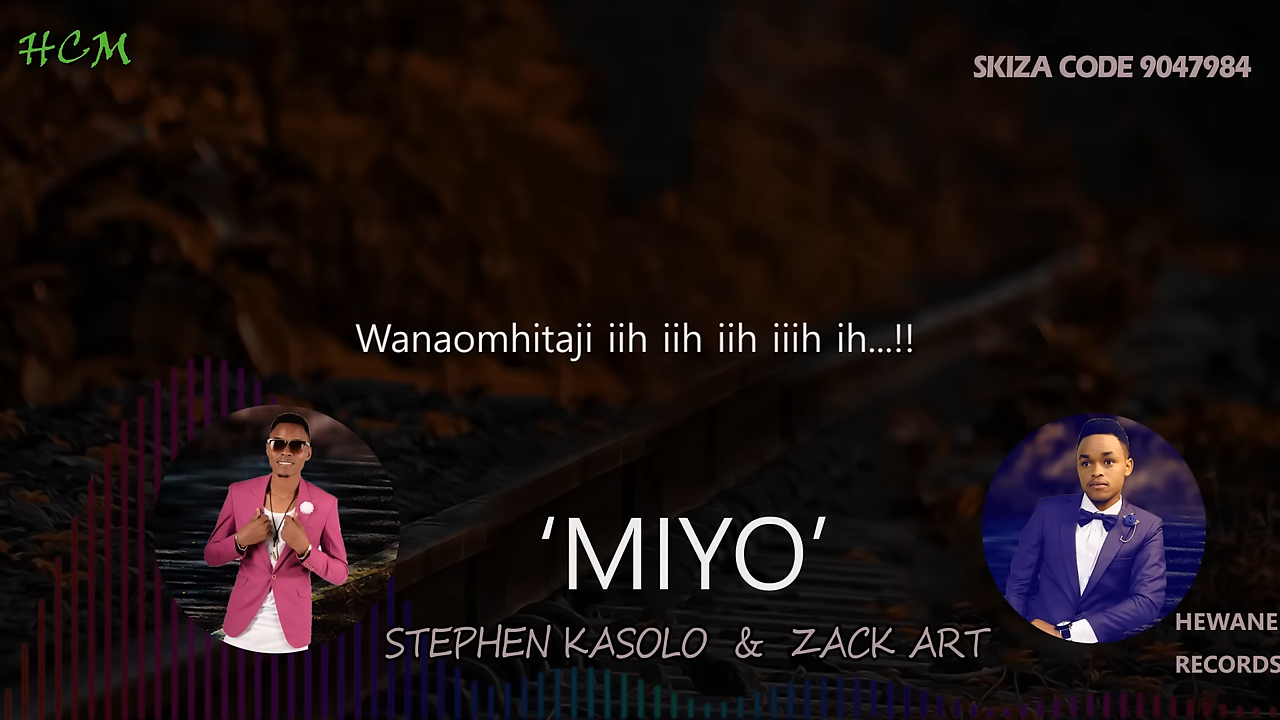 HCM
SKIZA CODE 9047984
Wanaomhitaji iih iih iih iiih ih...!!
‘MIYO’
STEPHEN KASOLO & ZACK ART
HEWANE
RECORDS